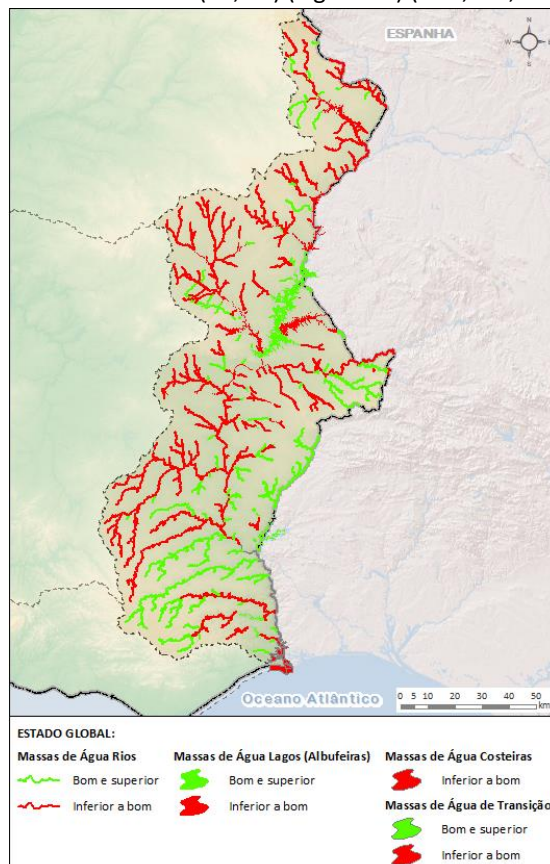 ESPANHA
N
W
E
S
Oceano Atlântico
0 5 10 20 30 40 50
km
ESTADO GLOBAL:
Massas de Água Rios
Bom e superior
Inferior a bom
Massas de Água Lagos (Albufeiras)
Bom e superior
Inferior a bom
Massas de Água Costeiras
Inferior a bom
Massas de Água de Transição
Bom e superior
Inferior a bom